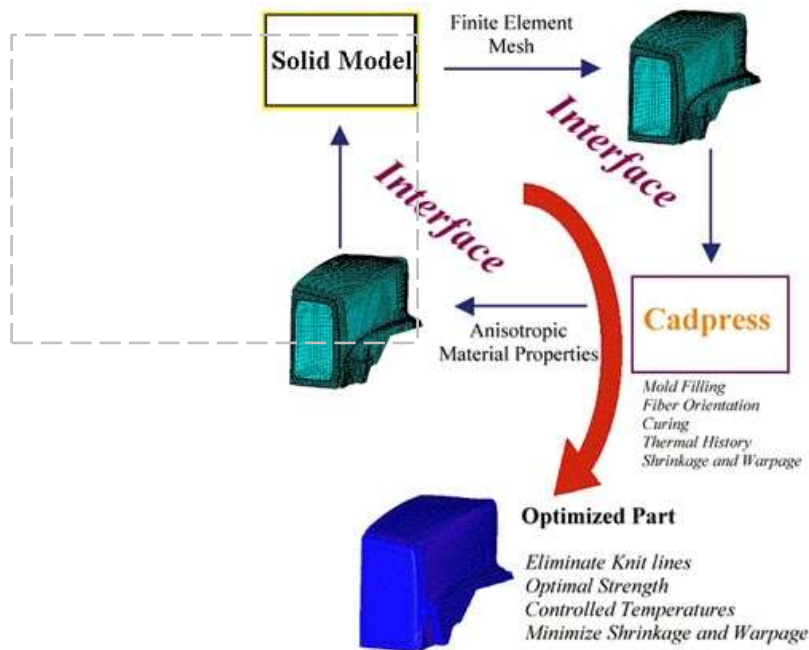 Finite Element
Mesh
Solid Model
Interface
Interface
Cadpress
Anisotropic
Material Properties
Mold Filling
Fiber Orientation
Curing
Thermal History
Shrinkage and Warpage
Optimized Part
Eliminate Knit lines
Optimal Strength
Controlled Temperatures
Minimize Shrinkage and Warpage